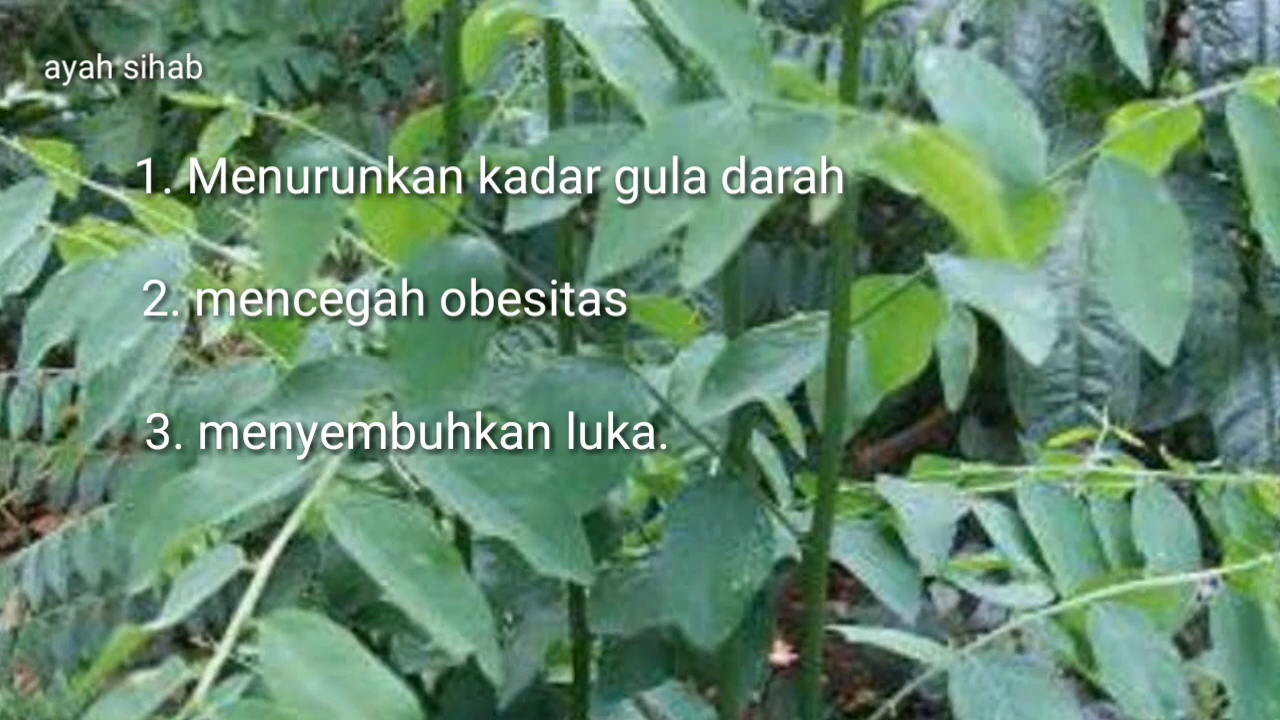 ayah sihab
1. Menurunkan kadar gula darah
2. mencegah obesitas
3. menyembuhkan luka.